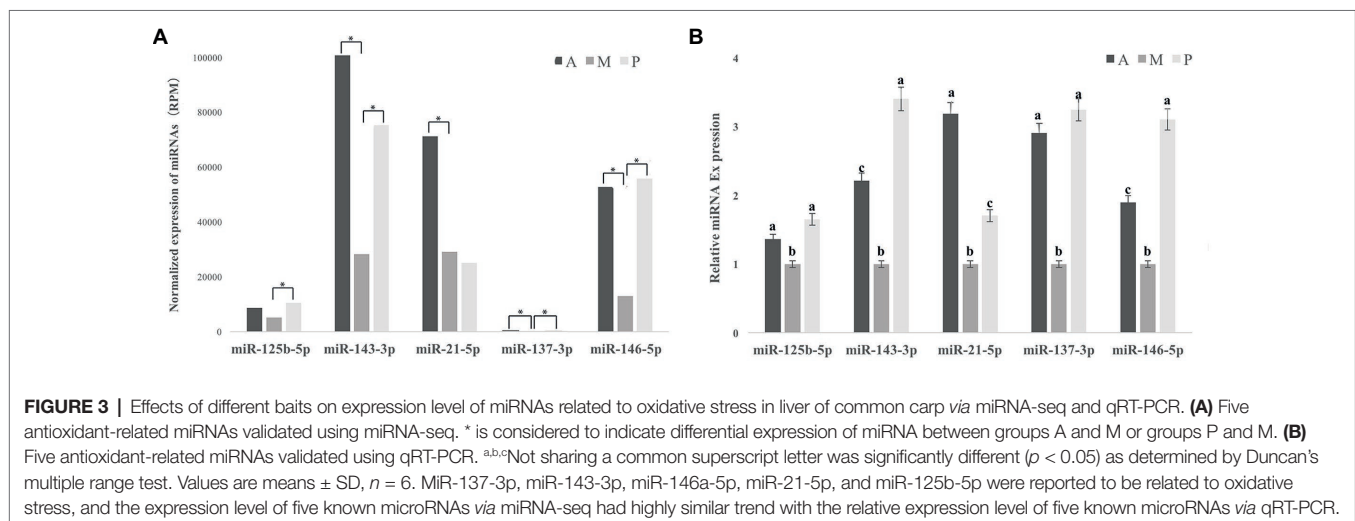 A
B
100000
80000
60000
40000
20000
0
Normalized expression of miRNAs (RPM)
A M P
* * * * * * * *
miR-125b-5p miR-143-3p miR-21-5p miR-137-3p miR-146-5p
4
3
2
1
0
Relative miRNA Ex pression
A M P
a b a c b a a b c a b a c b a
miR-125b-5p miR-143-3p miR-21-5p miR-137-3p miR-146-5p
FIGURE 3 | Effects of different baits on expression level of miRNAs related to oxidative stress in liver of common carp via miRNA-seq and qRT-PCR. (A) Five
antioxidant-related miRNAs validated using miRNA-seq. * is considered to indicate differential expression of miRNA between groups A and M or groups P and M. (B)
Five antioxidant-related miRNAs validated using qRT-PCR. a,b,cNot sharing a common superscript letter was significantly different (p < 0.05) as determined by Duncan's
multiple range test. Values are means ± SD, n = 6. MiR-137-3p, miR-143-3p, miR-146a-5p, miR-21-5p, and miR-125b-5p were reported to be related to oxidative
stress, and the expression level of five known microRNAs via miRNA-seq had highly similar trend with the relative expression level of five known microRNAs via qRT-PCR.